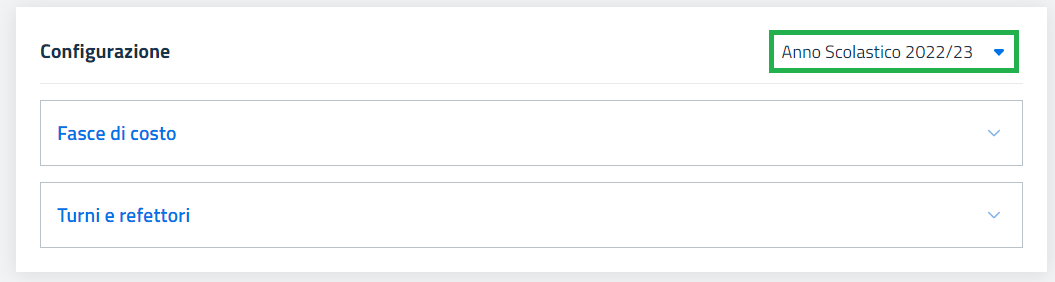 Configurazione
Anno Scolastico 2022/23
Fasce di costo
Turni e refettori